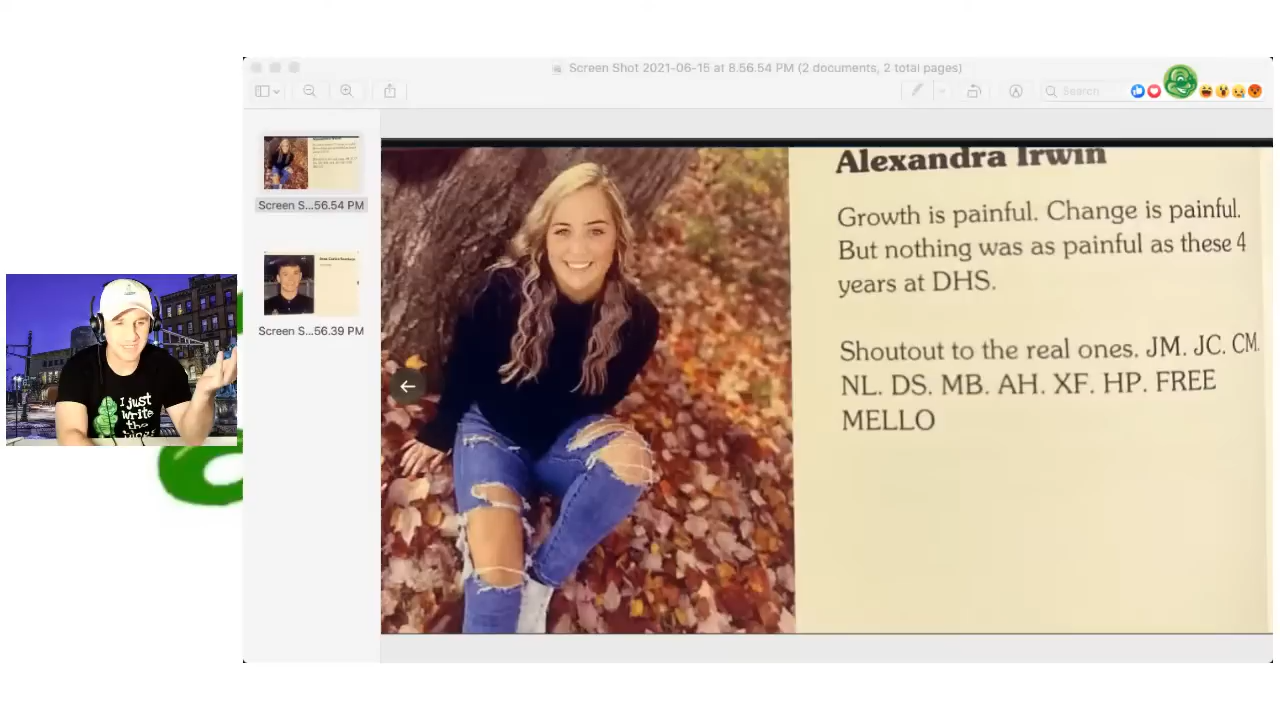 Screen Shot 2021-06-15 at 8.56.54 PM (2 documents, 2 total pages)
Search
Screen S...56.54 PM
Screen S...56.39 PM
Alexandra Irwin
Growth is painful. Change is painful.
But nothing was as painful as these 4
years at DHS.
Shoutout to the real ones. JM. JC. CM.
NL. DS. MB. AH. XF. HP. FREE
MELLO
I just
write
the
blogs